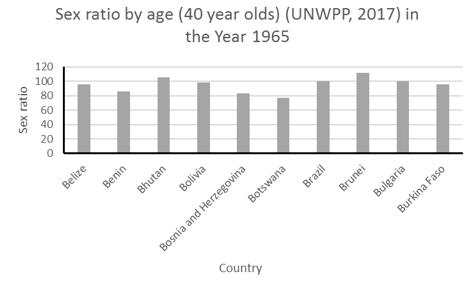 Sex ratio by age (40 year olds) (UNWPP, 2017) in
the Year 1965
120
100
80
60
40
20
0
Sex ratio
Belize
Benin
Bhutan
Bolivia
Bosnia and Herzegovina
Botswana
Brazil
Brunei
Bulgaria
Burkina Faso
Country